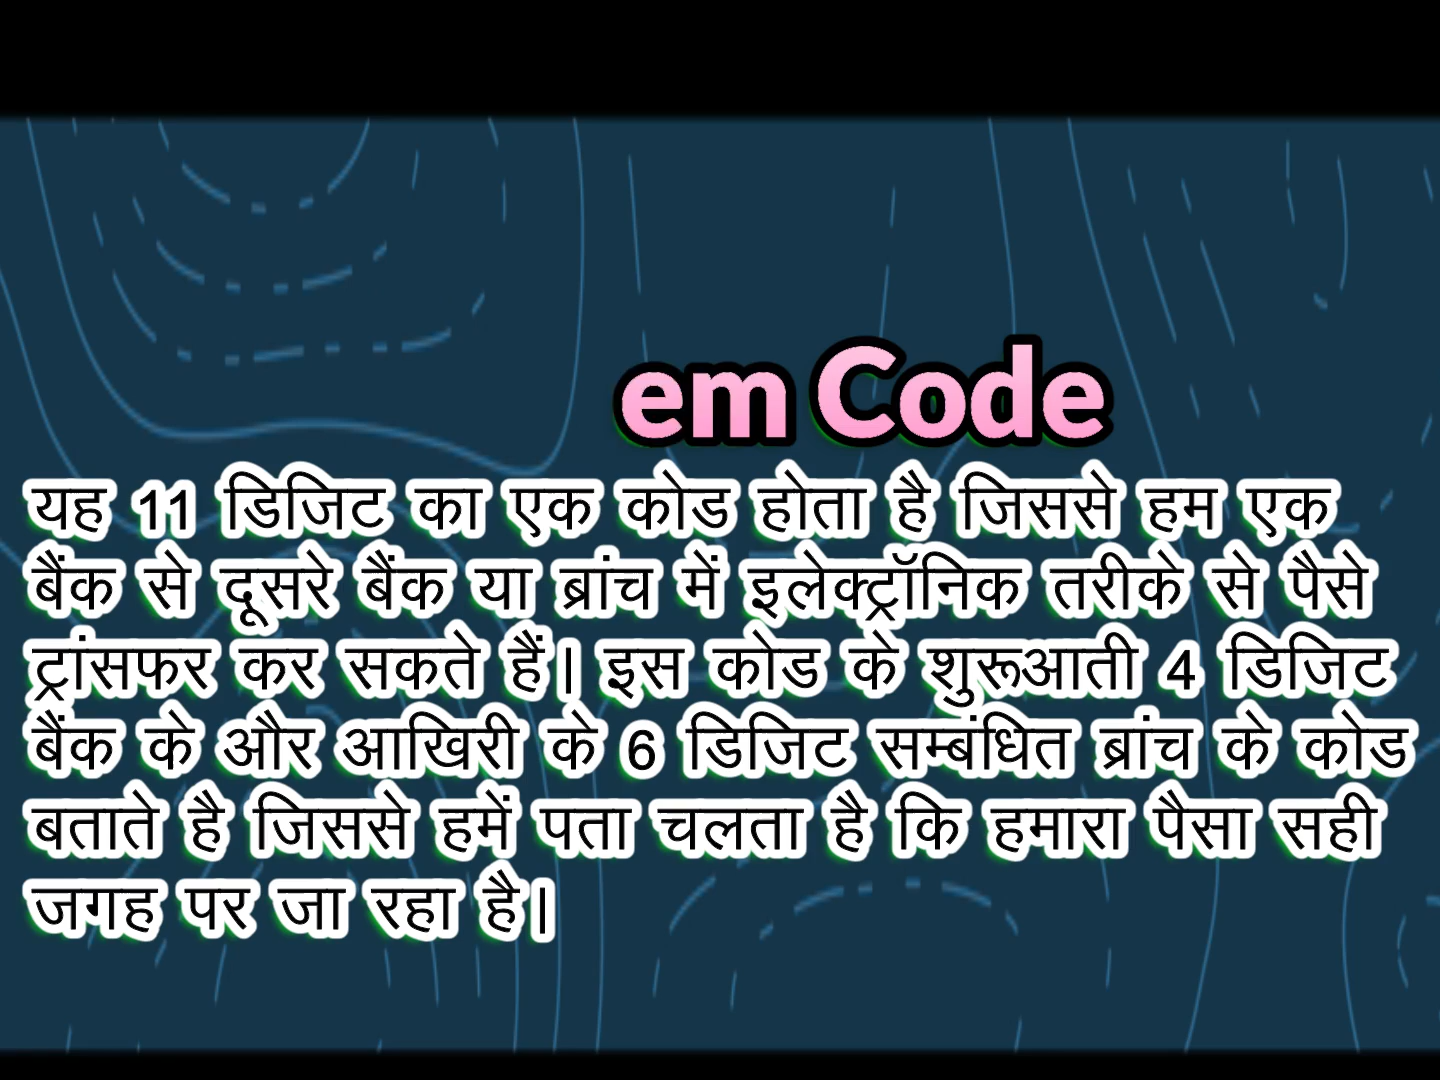 em Code
यह 11 डिजिट का एक कोड होता है जिससे हम एक
बैंक से दूसरे बैंक या ब्रांच में इलेक्ट्रॉनिक तरीके से पैसे
ट्रांसफर कर सकते हैं। इस कोड के शुरूआती 4 डिजिट
बैंक के और आखिरी के 6 डिजिट सम्बंधित ब्रांच के कोड
बताते है जिससे हमें पता चलता है कि हमारा पैसा सही
जगह पर जा रहा है।